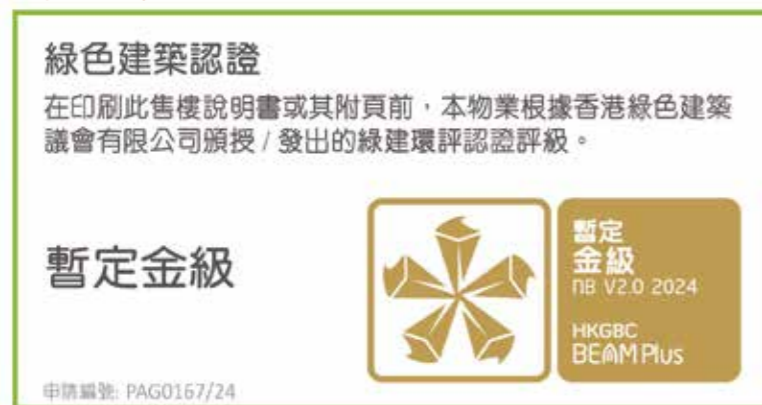 綠色建築認證
在印刷此售樓說明書或其附頁前，本物業根據香港綠色建築
議會有限公司頒授 / 發出的綠建環評認證評級。
暫定金級
暫定
金級
NB V2.0 2024
HKGBC
BEAM Plus
申請編號: PAG0167/24